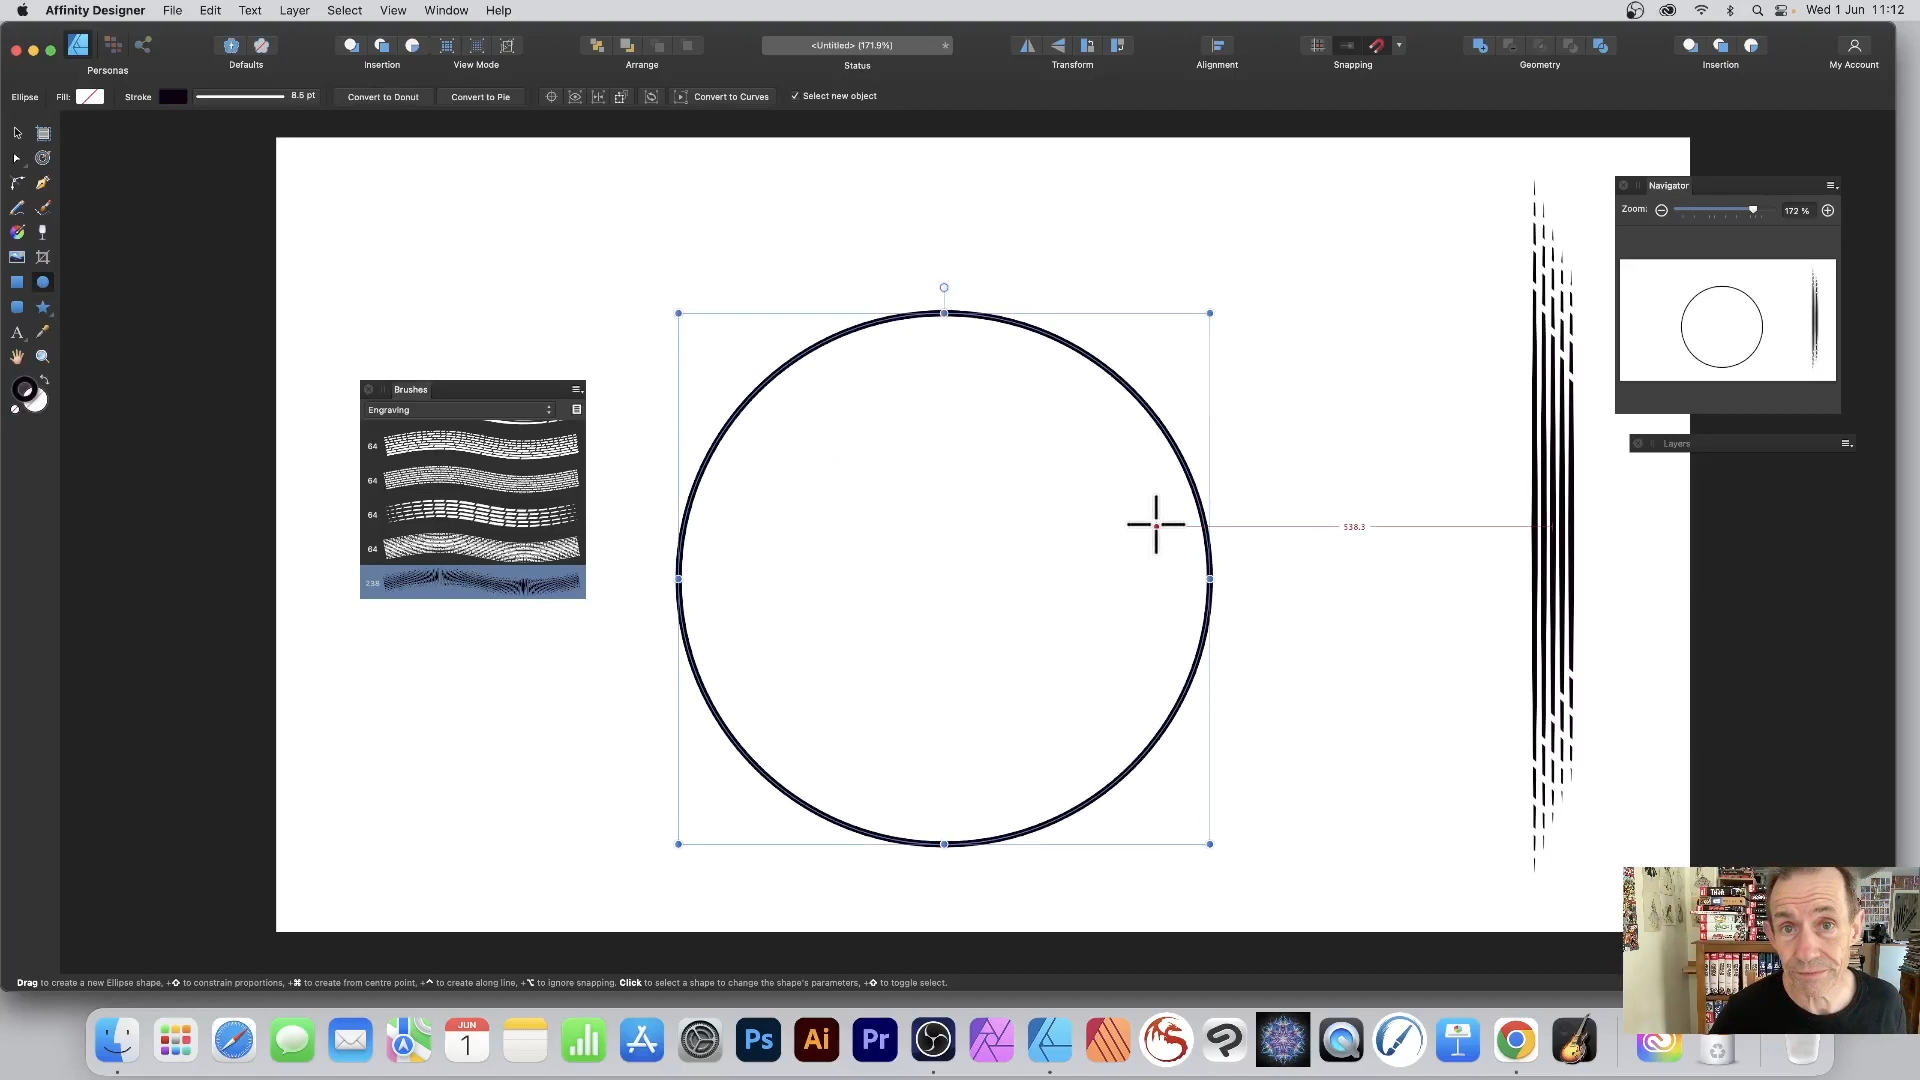 Affinity Designer File Edit Text Layer Select View Window Help
Wed 1 Jun 11:12
Personas
Defaults
Insertion
View Mode
Arrange
<Untitled> (171.9%)
*
Status
Transform
Alignment
Snapping
Geometry
Insertion
My Account
Ellipse Fill: Stroke 8.5 pt Convert to Donut Convert to Pie Convert to Curves Select new object
Navigator
Zoom: 172 %
Layers
Brushes
Engraving
64
64
64
64
238
538.3
A
Drag to create a new Ellipse shape, +⇧ to constrain proportions, +⌘ to create from centre point, +⌃ to create along line, +⌥ to ignore snapping. Click to select a shape to change the shape's parameters, +⇧ to toggle select.
JUN
1
Ps
Ai
Pr